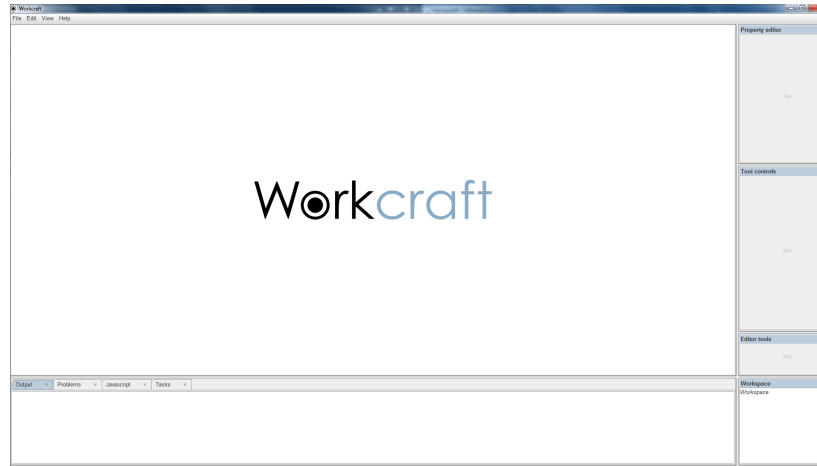 Workcraft
File Edit View Help
Property editor
N/A
Tool controls
N/A
Workcraft
Editor tools
N/A
Output × Problems × Javascript × Tasks ×
Workspace
Workspace